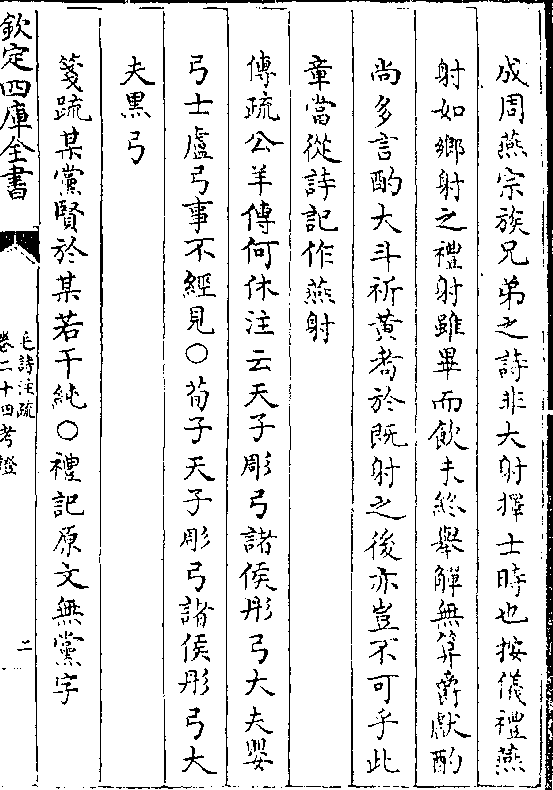 成周燕宗族兄弟之詩非大射擇士時也按儀禮燕
射如鄉射之禮射雖畢而飲未終舉觶無算爵獻酌
尚多言酌大斗祈黃耇於既射之後亦豈不可乎此
章當從詩記作燕射
傳疏公羊傳何休注云天子彫弓諸侯彤弓大夫嬰
弓士盧弓事不經見○荀子天子彫弓諸侯彤弓大
夫黑弓
箋疏某黨賢於某若干純○禮記原文無黨字
欽定四庫全書
毛詩注疏
卷二十四考證
二